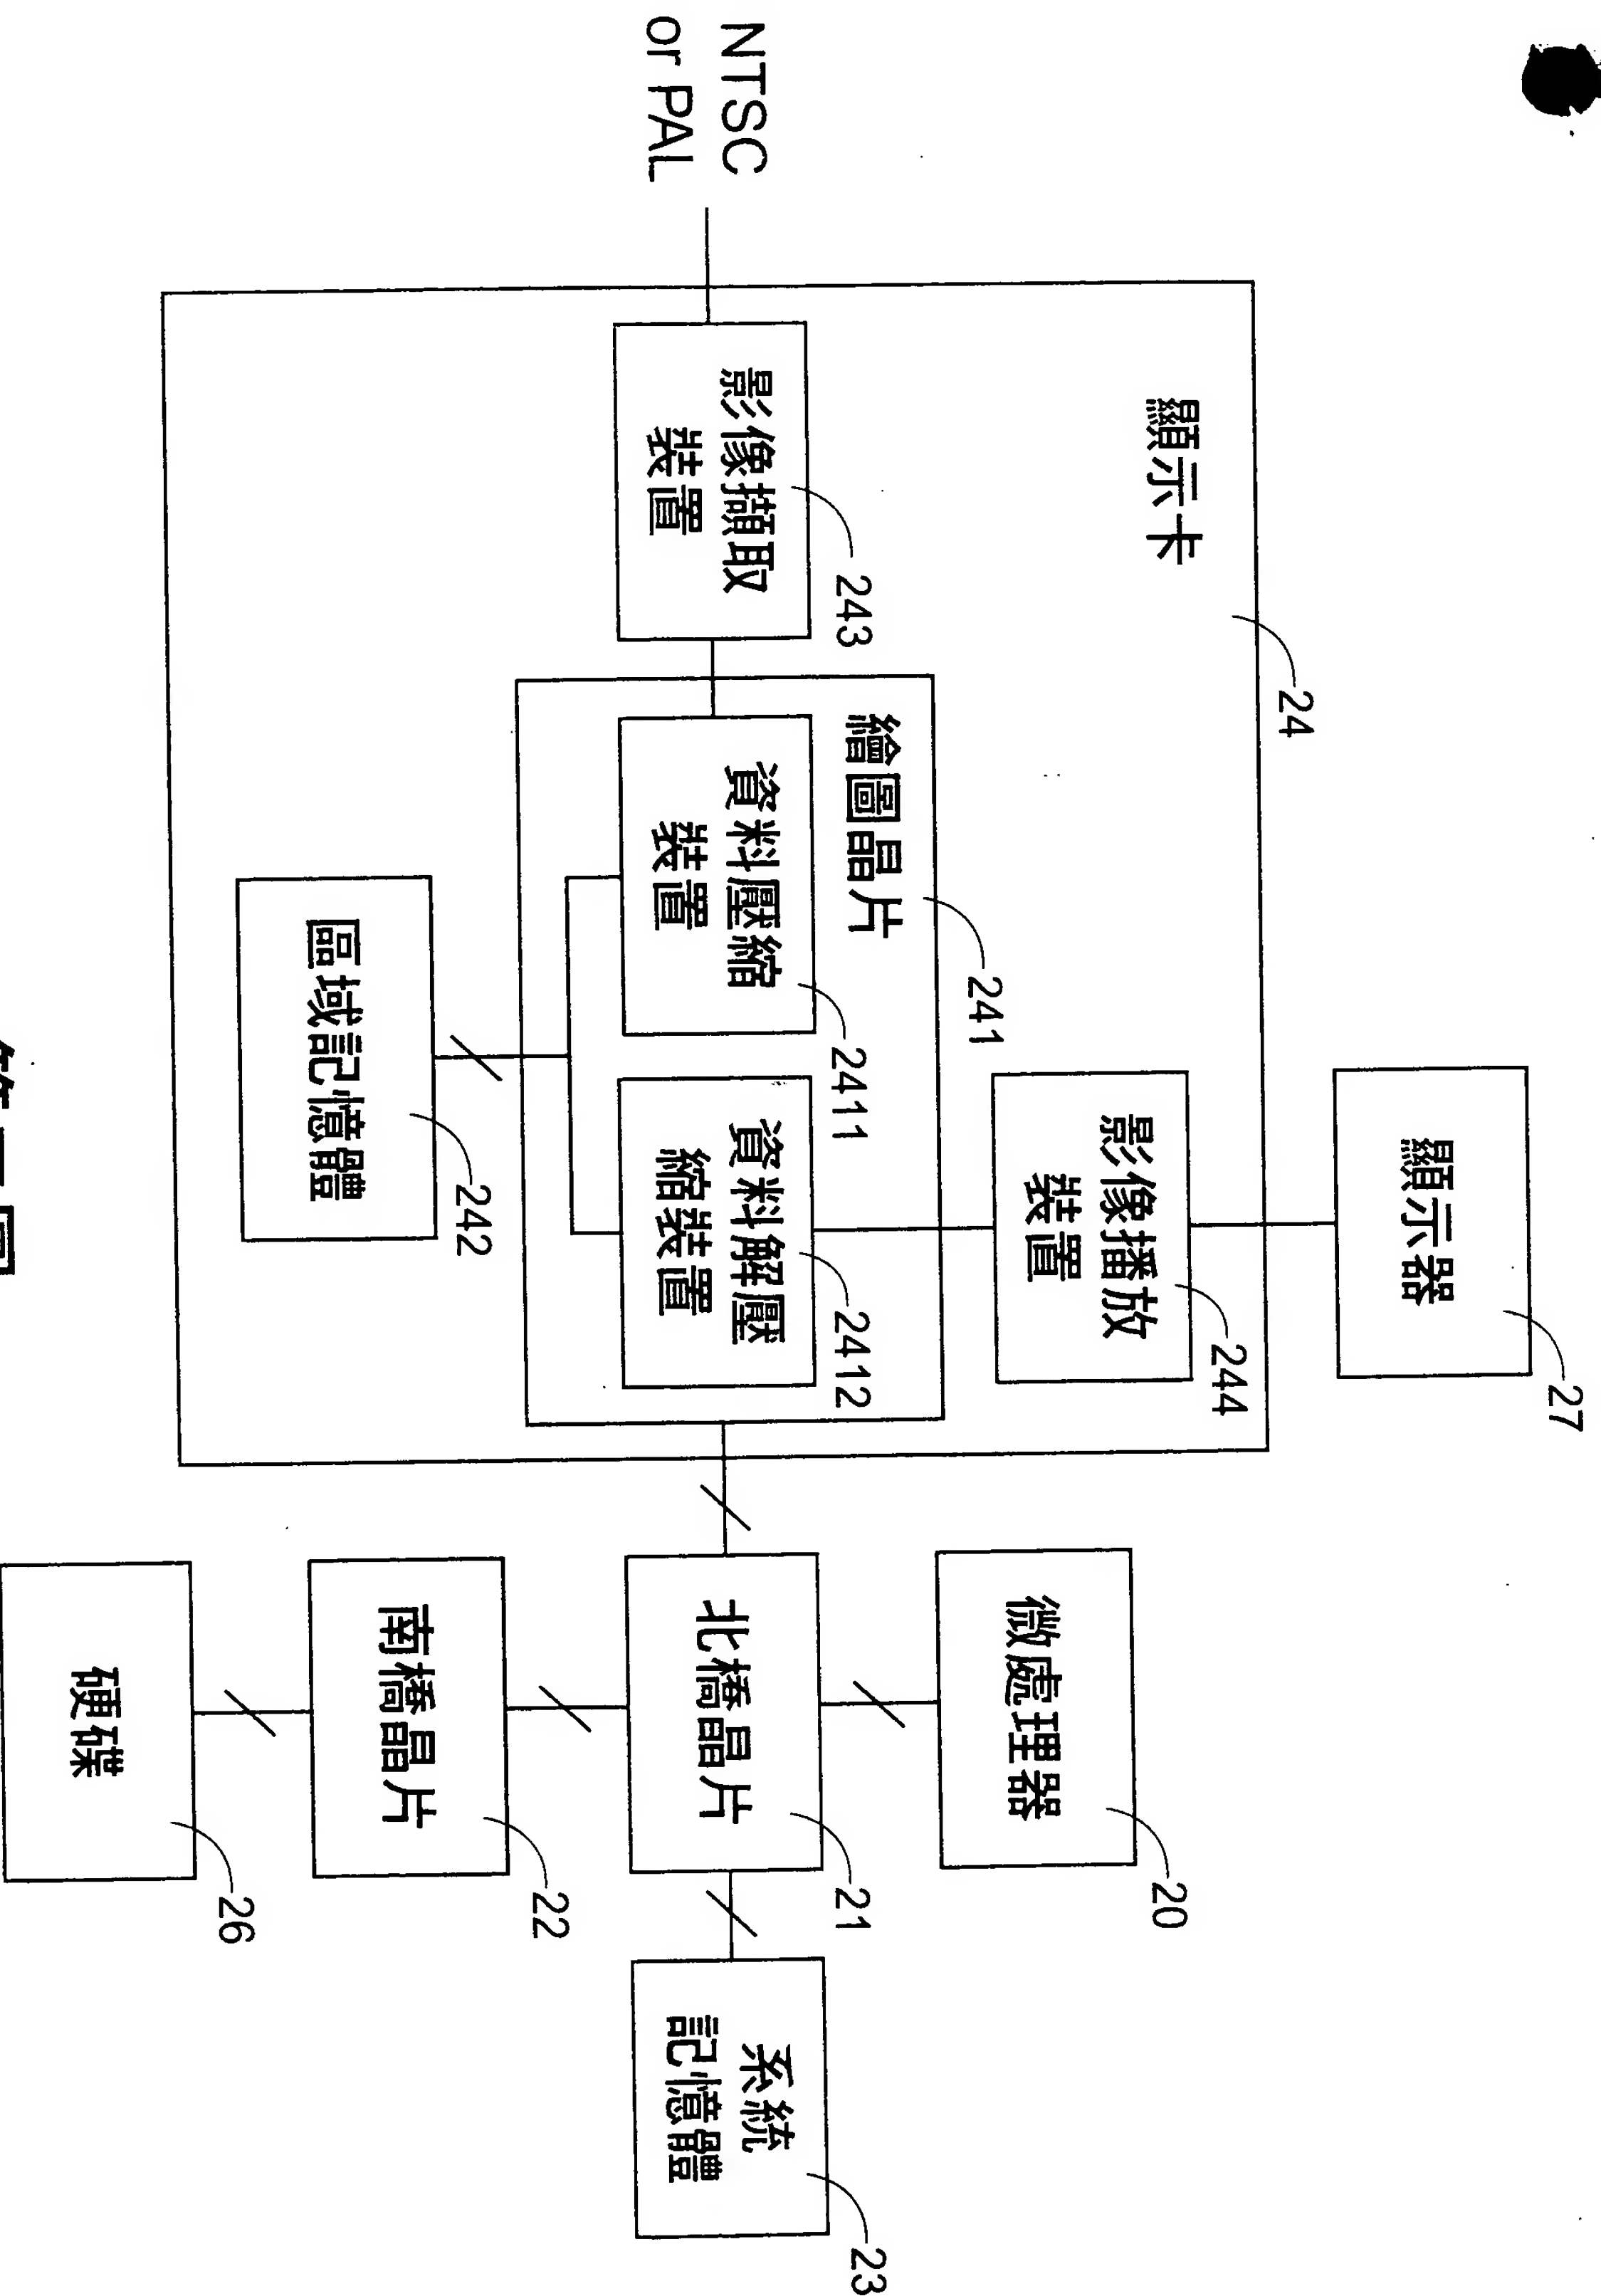 顯示器
27
顯示卡
24
影像播放
裝置
244
微處理器
20
繪圖晶片
241
NTSC
or PAL
影像擷取
裝置
243
資料壓縮
裝置
2411
資料解壓
縮裝置
2412
北橋晶片
21
系統
記憶體
23
區域記憶體
242
南橋晶片
22
硬碟
26